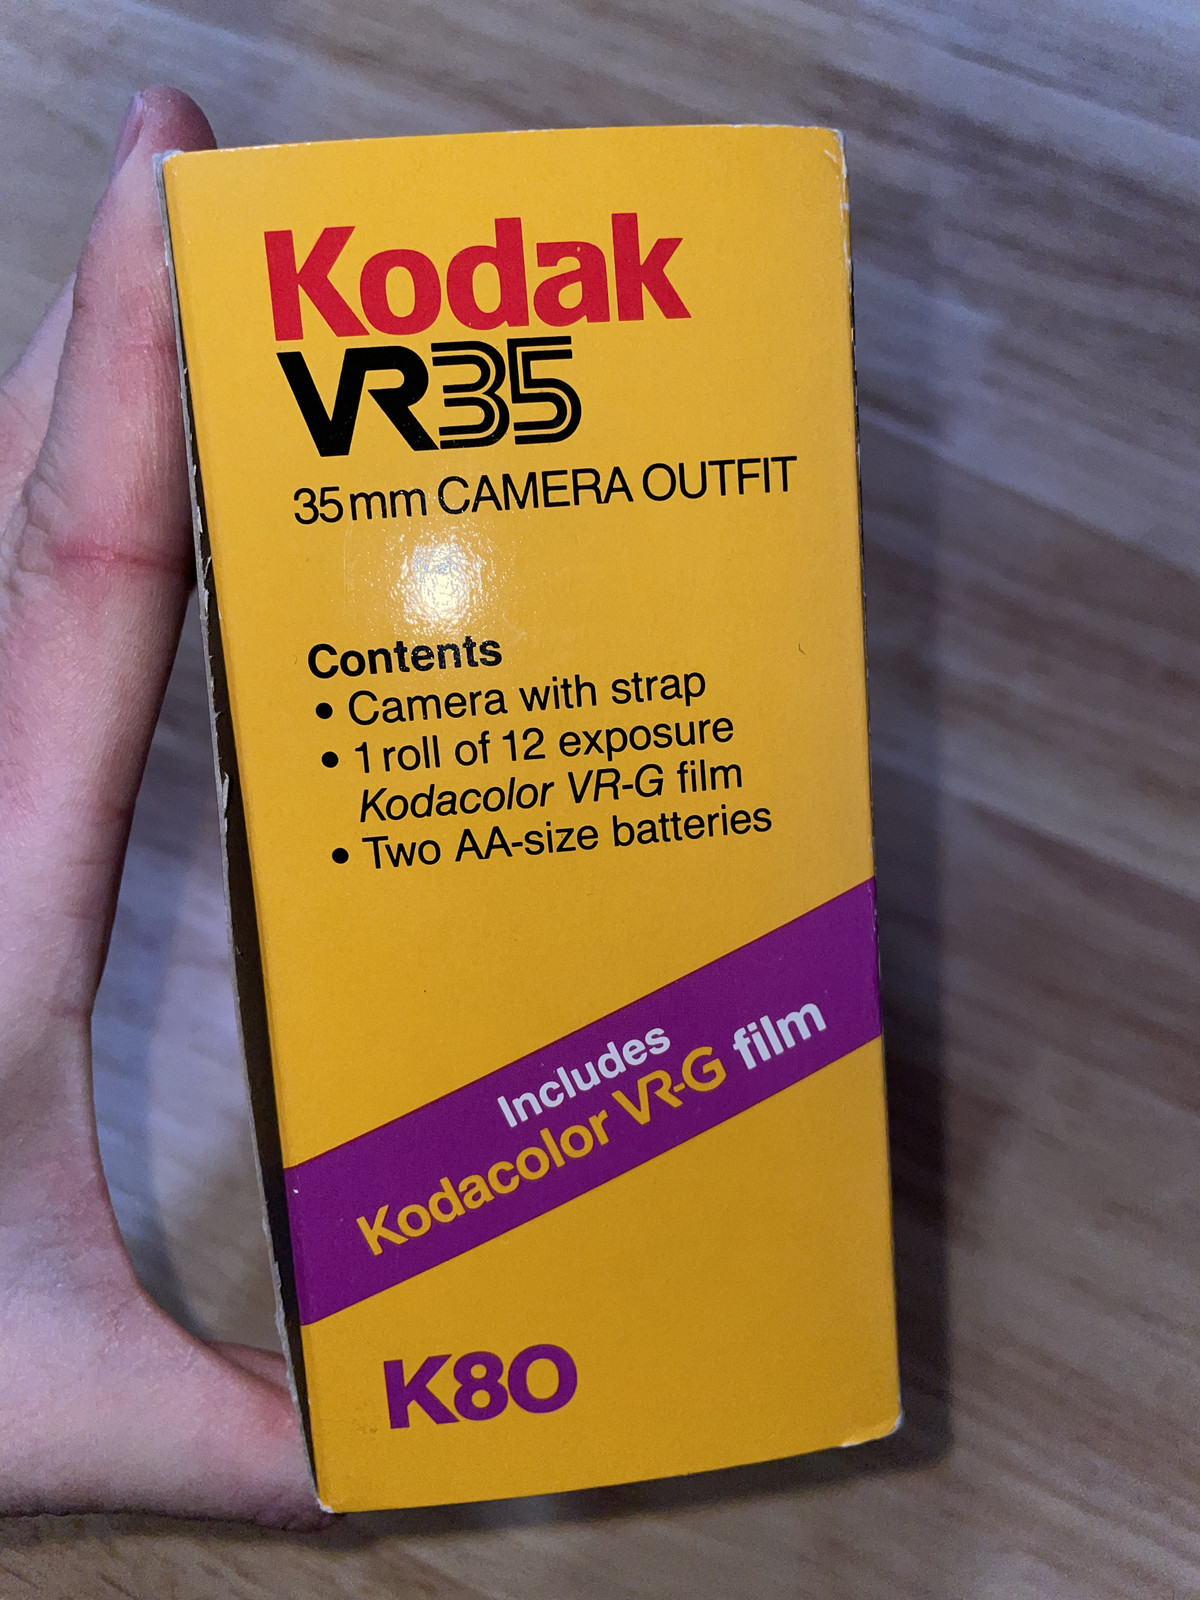 Kodak
VR35
35mm CAMERA OUTFIT
Contents
• Camera with strap
• 1 roll of 12 exposure
Kodacolor VR-G film
• Two AA-size batteries
Includes
Kodacolor VR-G film
K80